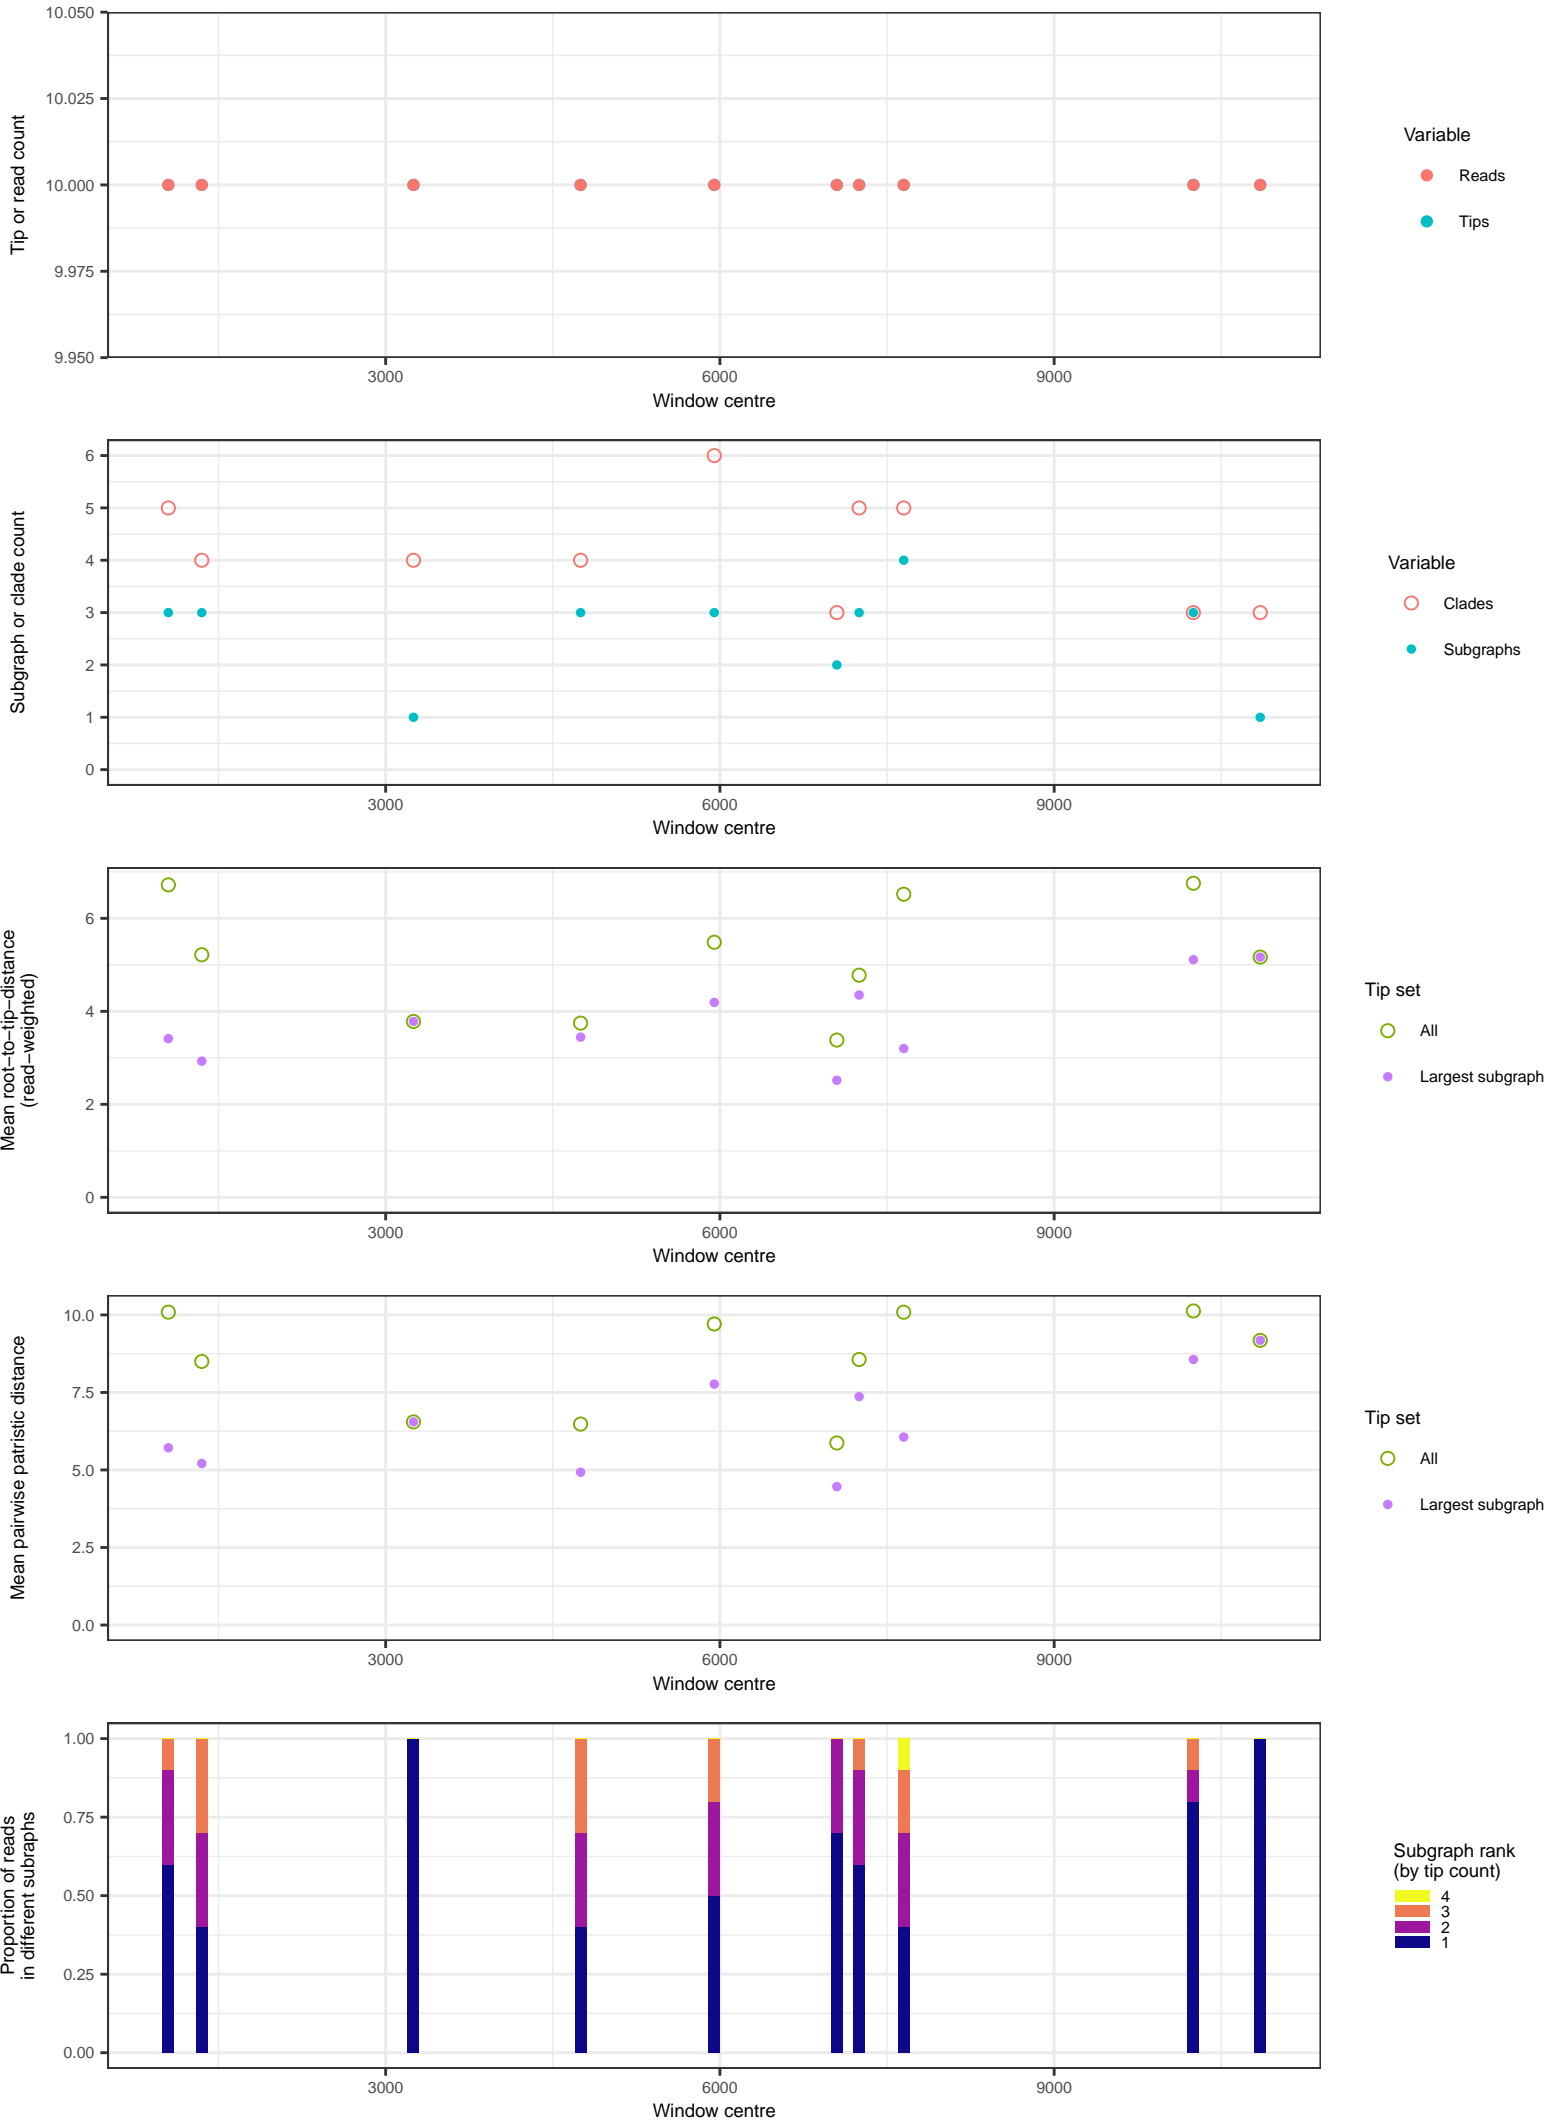 10.050
10.025
10.000
9.975
9.950
Tip or read count
3000 6000 9000
Window centre
Variable
Reads
Tips
6
5
4
3
2
1
0
Subgraph or clade count
3000 6000 9000
Window centre
Variable
Clades
Subgraphs
6
4
2
0
Mean root−to−tip−distance
(read−weighted)
3000 6000 9000
Window centre
Tip set
All
Largest subgraph
10.0
7.5
5.0
2.5
0.0
Mean pairwise patristic distance
3000 6000 9000
Window centre
Tip set
All
Largest subgraph
1.00
0.75
0.50
0.25
0.00
Proportion of reads
in different subraphs
3000 6000 9000
Window centre
Subgraph rank
(by tip count)
4
3
2
1